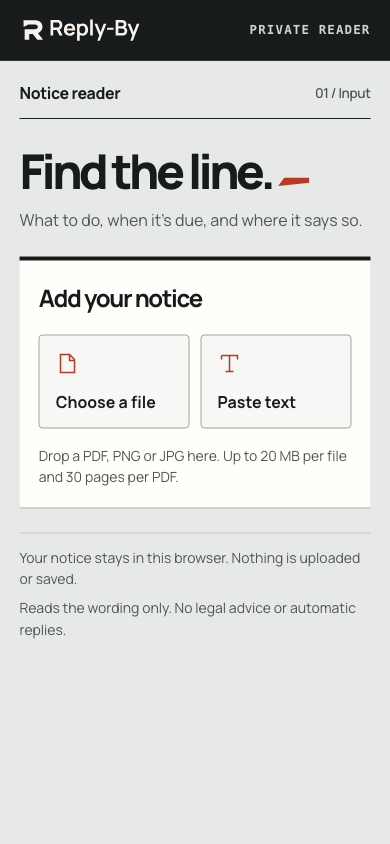 Reply-By
PRIVATE READER
Notice reader
01 / Input
Find the line.
What to do, when it's due, and where it says so.
Add your notice
Choose a file
Paste text
Drop a PDF, PNG or JPG here. Up to 20 MB per file
and 30 pages per PDF.
Your notice stays in this browser. Nothing is uploaded
or saved.
Reads the wording only. No legal advice or automatic
replies.